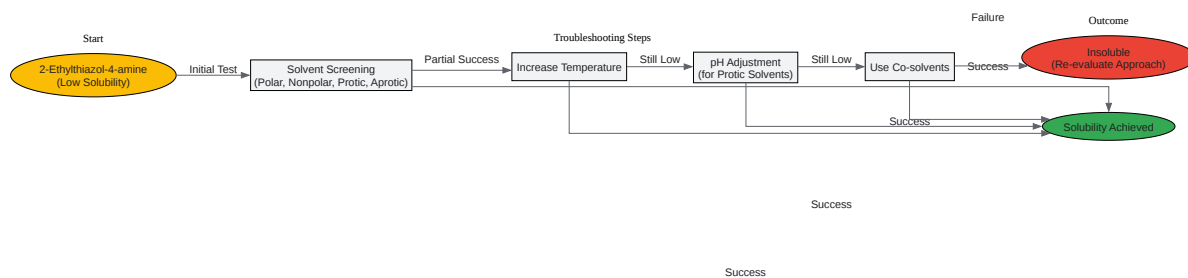 Failure
Outcome
Start
Troubleshooting Steps
2-Ethylthiazol-4-amine
(Low Solubility)
Initial Test
Solvent Screening
(Polar, Nonpolar, Protic, Aprotic)
Partial Success
Increase Temperature
Still Low
pH Adjustment
(for Protic Solvents)
Still Low
Use Co-solvents
Success
Insoluble
(Re-evaluate Approach)
Success
Solubility Achieved
Success
Success